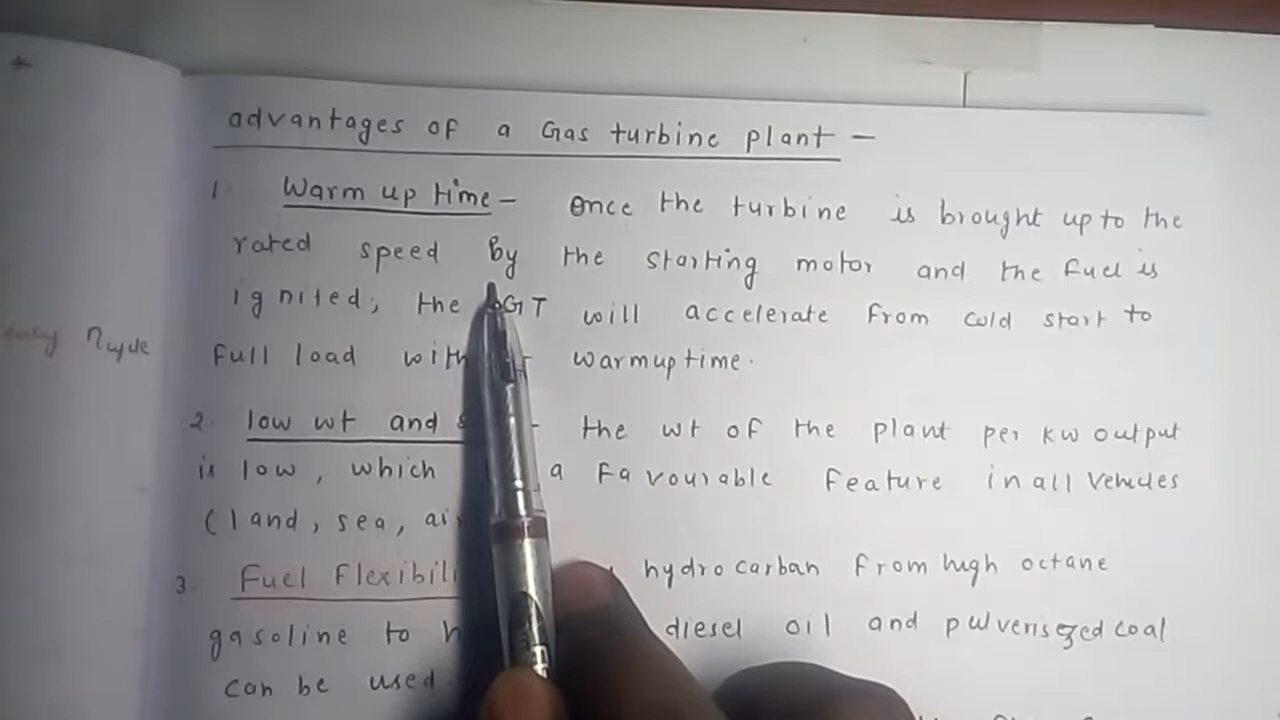 advantages of a Gas turbine plant -
1. Warm up time - Once the turbine is brought up to the
rated speed By the starting motor and the fuel is
ignited, the GT will accelerate from cold start to
Full load warmup time.
2. low wt and - the wt of the plant per kw output
is low, which a Favourable Feature in all Vehicles
(land, sea,
3. Fuel hydrocarban from high octane
gasoline to diesel oil and pulverisezed coal
can be used